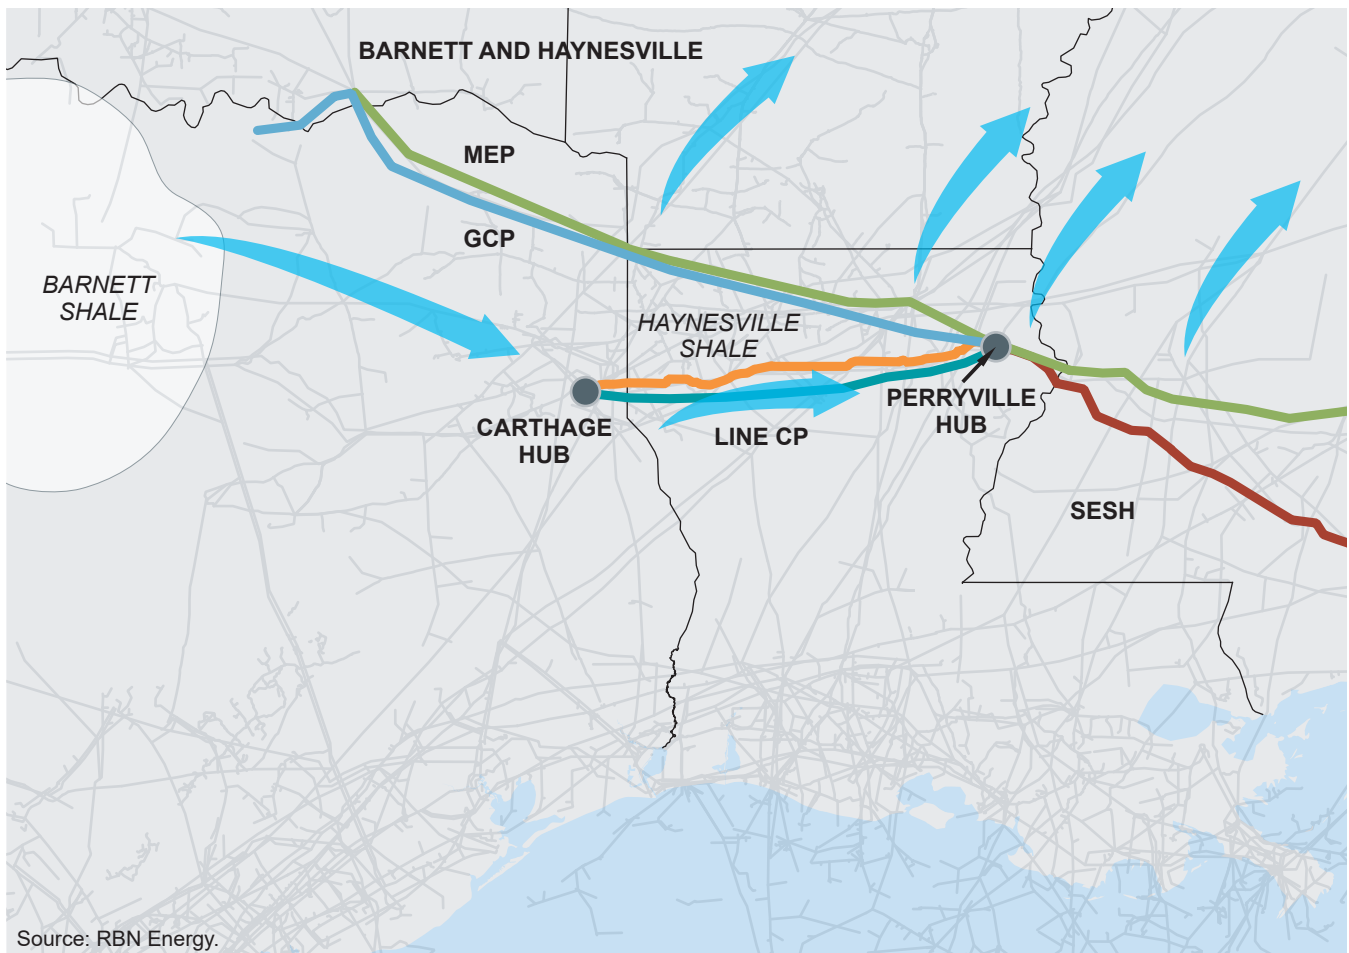 BARNETT AND HAYNESVILLE
MEP
GCP
BARNETT
SHALE
HAYNESVILLE
SHALE
CARTHAGE
HUB
LINE CP
PERRYVILLE
HUB
SESH
Source: RBN Energy.